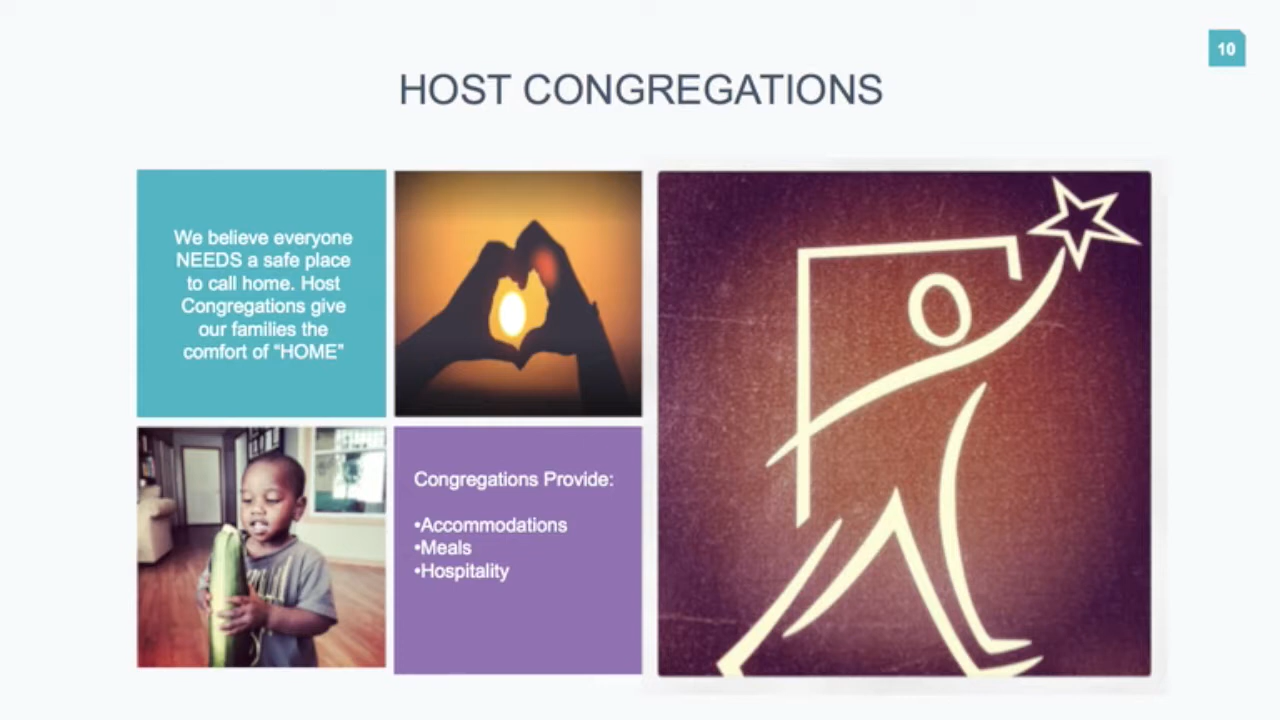 10
HOST CONGREGATIONS
We believe everyone
NEEDS a safe place
to call home. Host
Congregations give
our families the
comfort of “HOME”
Congregations Provide:
•Accommodations
•Meals
•Hospitality